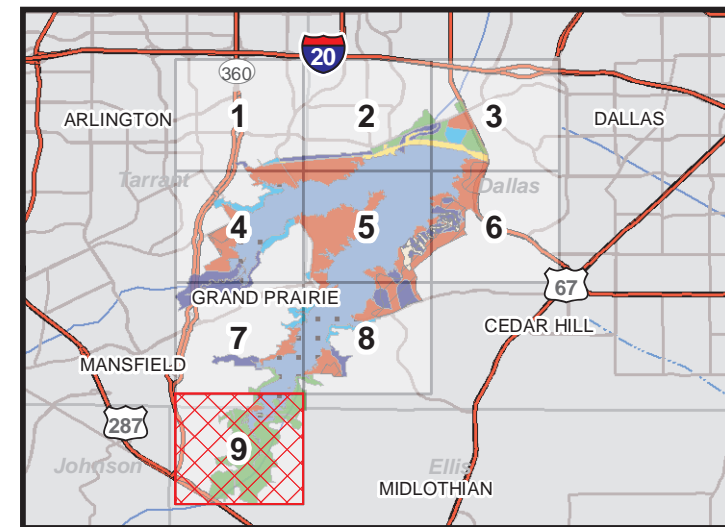 20
360
1
2
3
ARLINGTON
DALLAS
Tarrant
Dallas
4
5
6
GRAND PRAIRIE
67
7
8
CEDAR HILL
MANSFIELD
287
9
Johnson
Ellis
MIDLOTHIAN